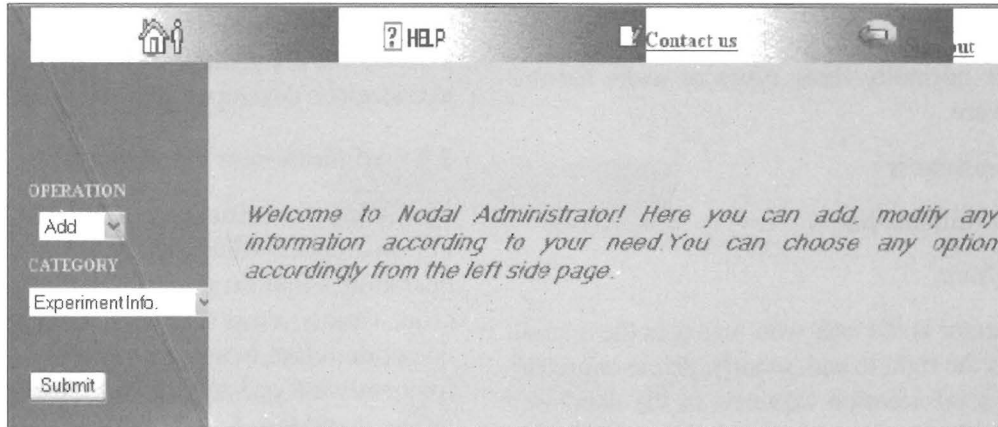 HELP
Contact us
OPERATION
Add
CATEGORY
Experiment Info.
Submit
Welcome to Nodal Administrator! Here you can add, modify any
information according to your need.You can choose any option
accordingly from the left side page.